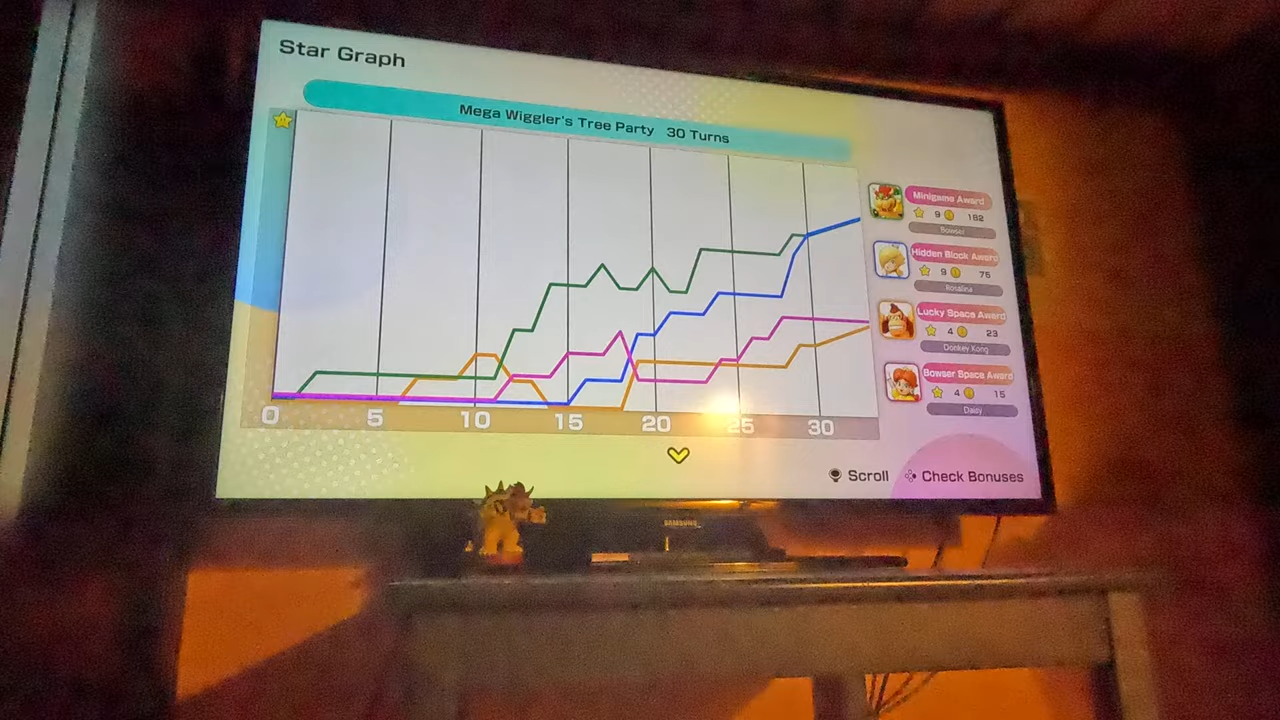 Star Graph
Mega Wiggler's Tree Party 30 Turns
Minigame Award
9 182
Bowser
Hidden Block Award
9 75
Rosalina
Lucky Space Award
4 23
Donkey Kong
Bowser Space Award
4 15
Daisy
0 5 10 15 20 25 30
Scroll Check Bonuses
SAMSUNG